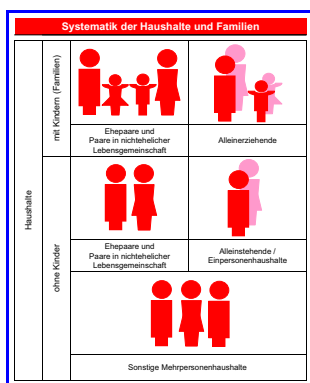 Systematik der Haushalte und Familien
Haushalte
mit Kindern (Familien)
Ehepaare und
Paare in nichtehelicher
Lebensgemeinschaft
Alleinerziehende
ohne Kinder
Ehepaare und
Paare in nichtehelicher
Lebensgemeinschaft
Alleinstehende /
Einpersonenhaushalte
Sonstige Mehrpersonenhaushalte